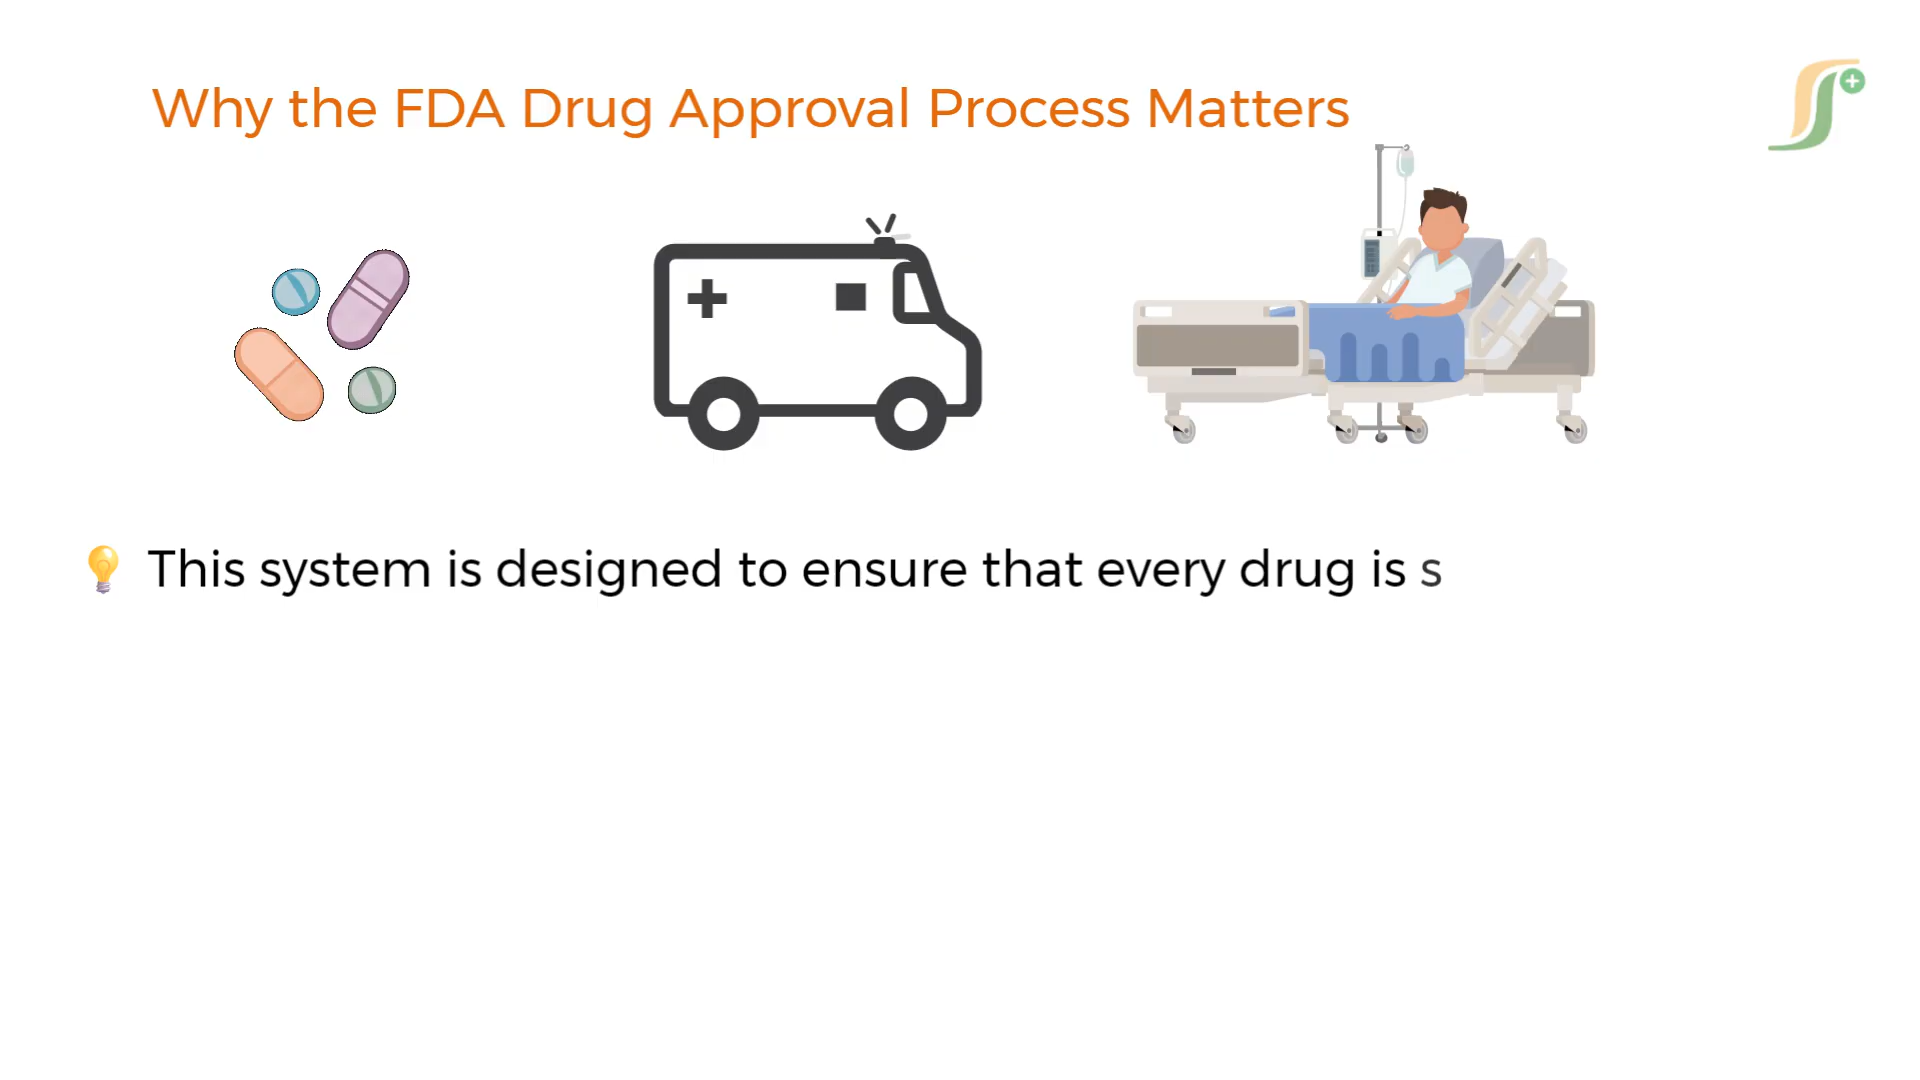 Why the FDA Drug Approval Process Matters
This system is designed to ensure that every drug is s